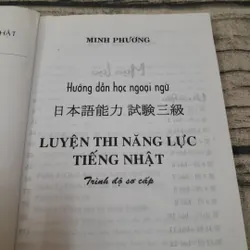 MINH PHƯƠNG
Hướng dẫn học ngoại ngữ
日本語能力 試験三級
LUYỆN THI NĂNG LỰC
TIẾNG NHẬT
Trình độ sơ cấp